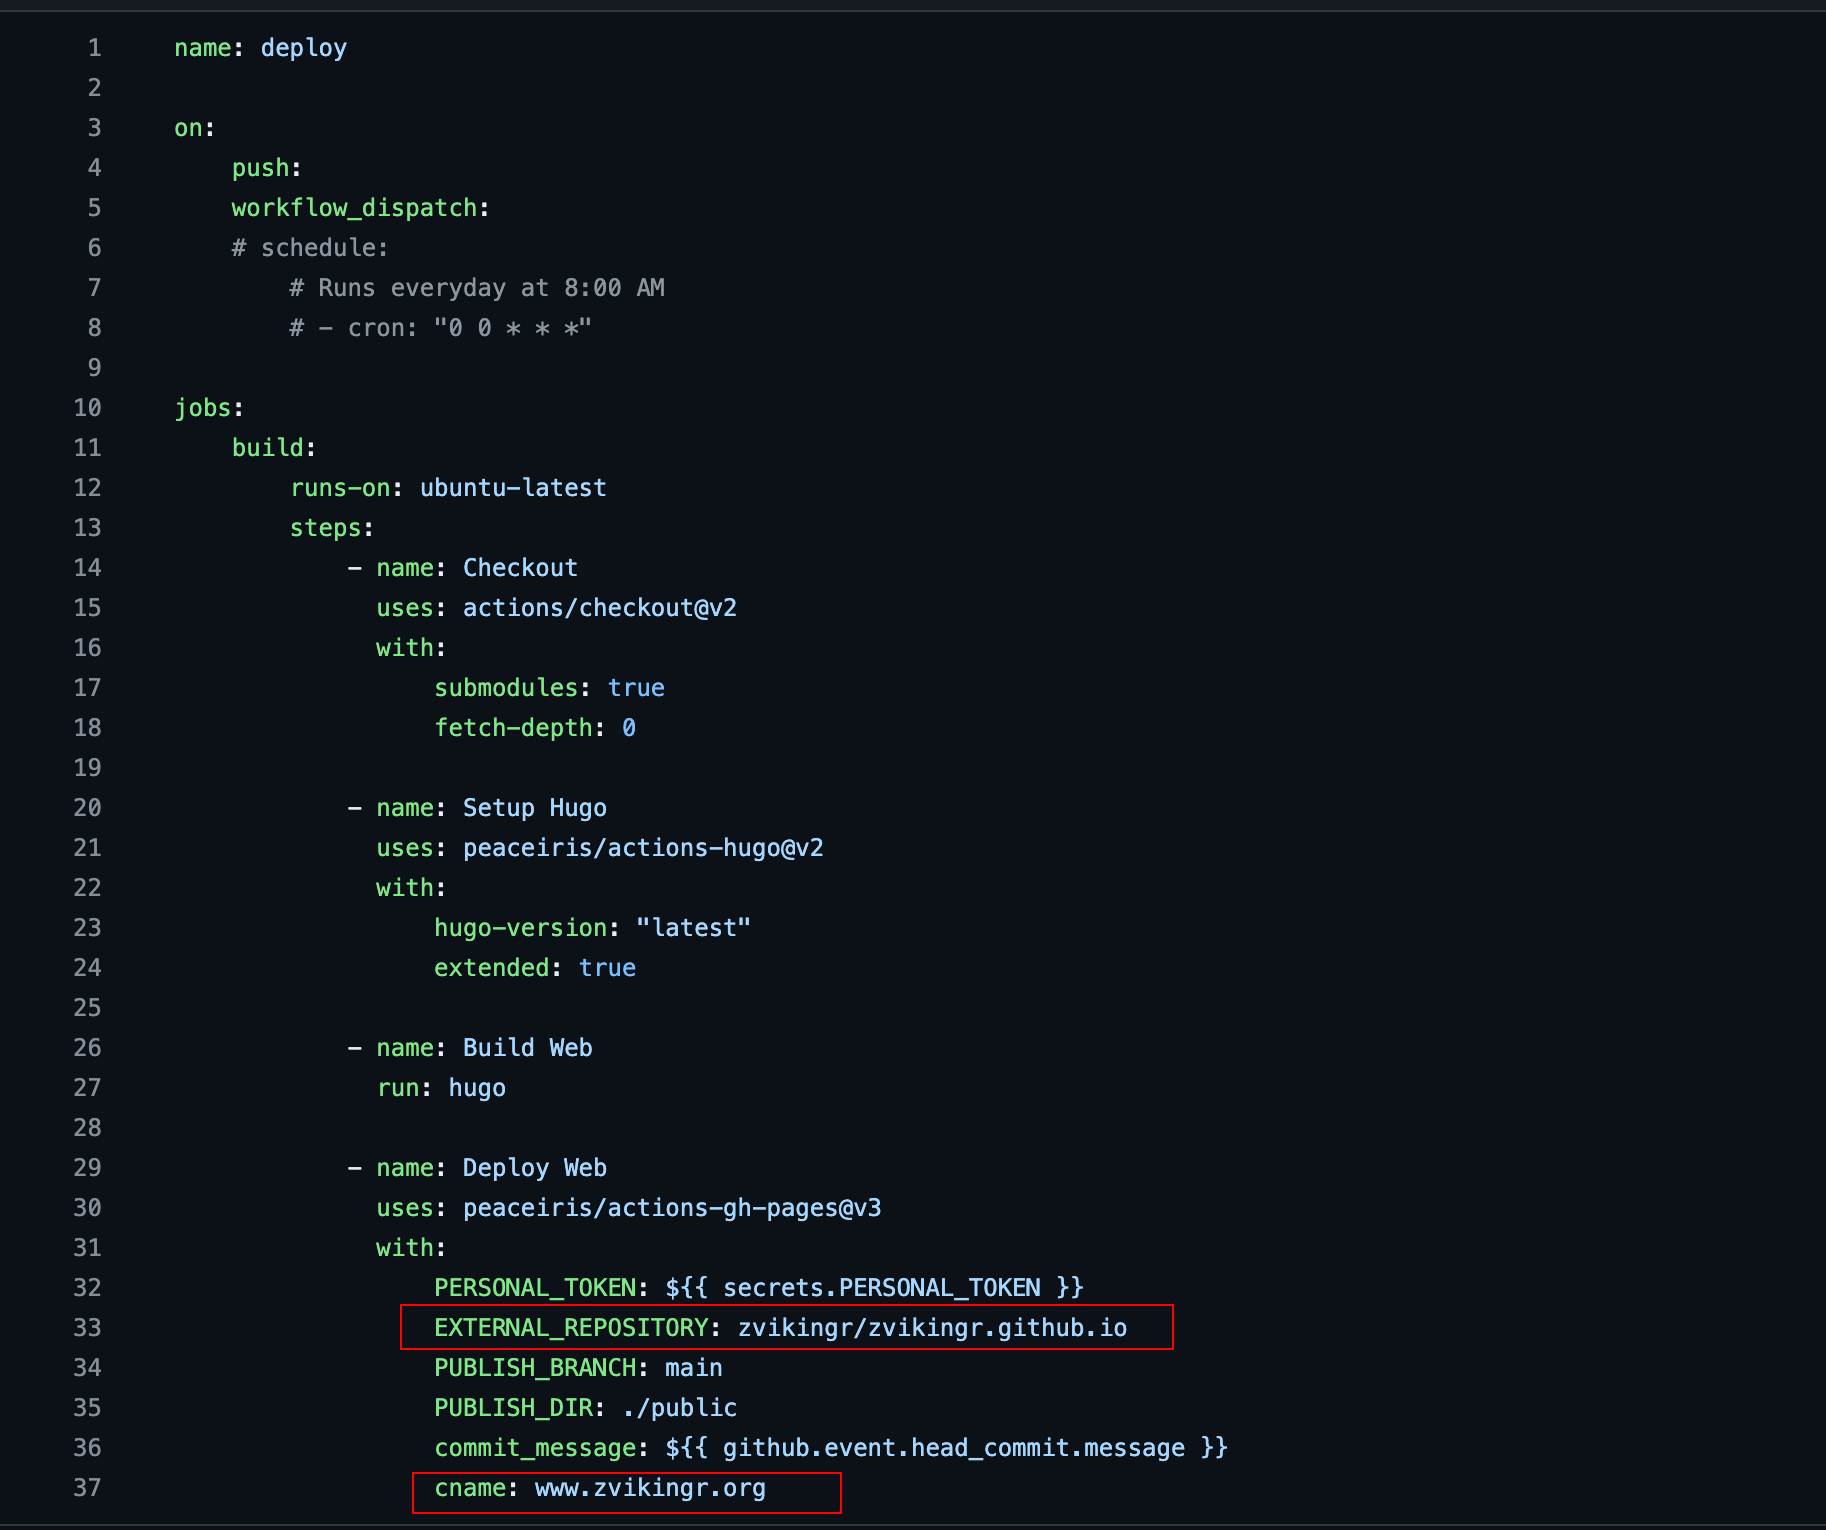 1 name: deploy
2
3 on:
4 push:
5 workflow_dispatch:
6 # schedule:
7 # Runs everyday at 8:00 AM
8 # - cron: "0 0 * * *"
9
10 jobs:
11 build:
12 runs-on: ubuntu-latest
13 steps:
14 - name: Checkout
15 uses: actions/checkout@v2
16 with:
17 submodules: true
18 fetch-depth: 0
19
20 - name: Setup Hugo
21 uses: peaceiris/actions-hugo@v2
22 with:
23 hugo-version: "latest"
24 extended: true
25
26 - name: Build Web
27 run: hugo
28
29 - name: Deploy Web
30 uses: peaceiris/actions-gh-pages@v3
31 with:
32 PERSONAL_TOKEN: ${{ secrets.PERSONAL_TOKEN }}
33 EXTERNAL_REPOSITORY: zvikingr/zvikingr.github.io
34 PUBLISH_BRANCH: main
35 PUBLISH_DIR: ./public
36 commit_message: ${{ github.event.head_commit.message }}
37 cname: www.zvikingr.org